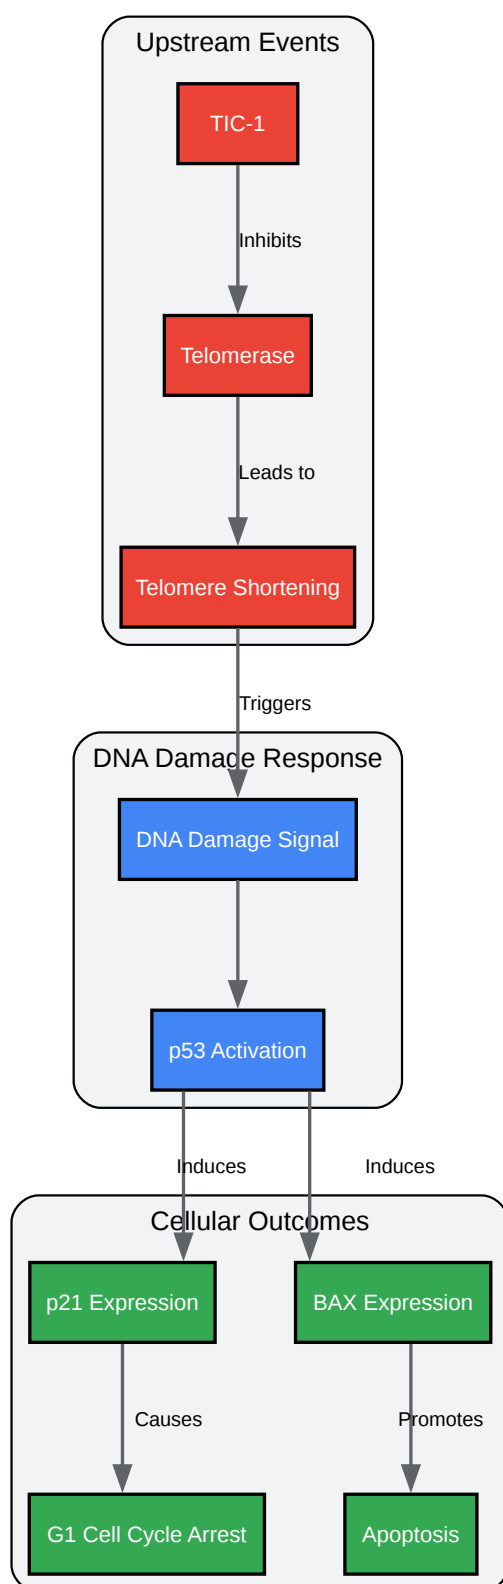 Upstream Events
TIC-1
Inhibits
Telomerase
Leads to
Telomere Shortening
Triggers
DNA Damage Response
DNA Damage Signal
p53 Activation
Induces
Induces
Cellular Outcomes
p21 Expression
BAX Expression
Causes
Promotes
G1 Cell Cycle Arrest
Apoptosis